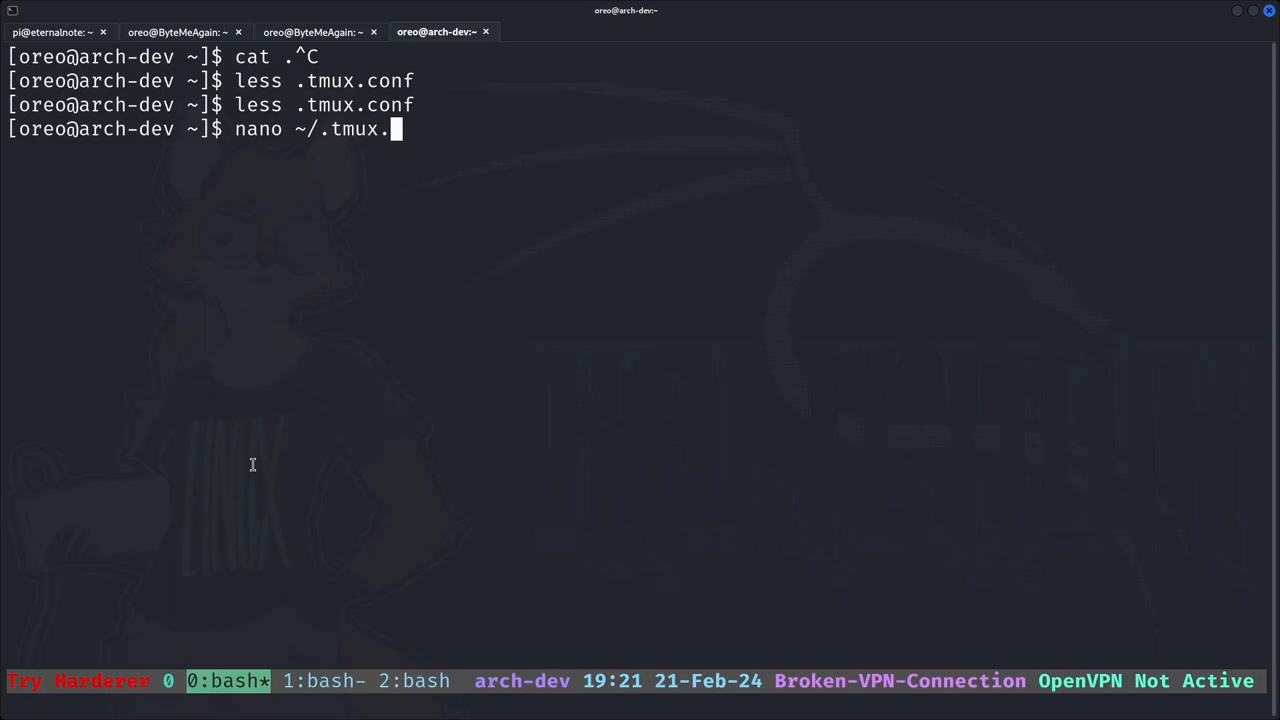 oreo@arch-dev:~
pi@eternalnote: ~ × oreo@ByteMeAgain: ~ × oreo@ByteMeAgain: ~ × oreo@arch-dev:~ ×
[oreo@arch-dev ~]$ cat .^C
[oreo@arch-dev ~]$ less .tmux.conf
[oreo@arch-dev ~]$ less .tmux.conf
[oreo@arch-dev ~]$ nano ~/.tmux.
Try Harderer 0 0:bash* 1:bash- 2:bash arch-dev 19:21 21-Feb-24 Broken-VPN-Connection OpenVPN Not Active